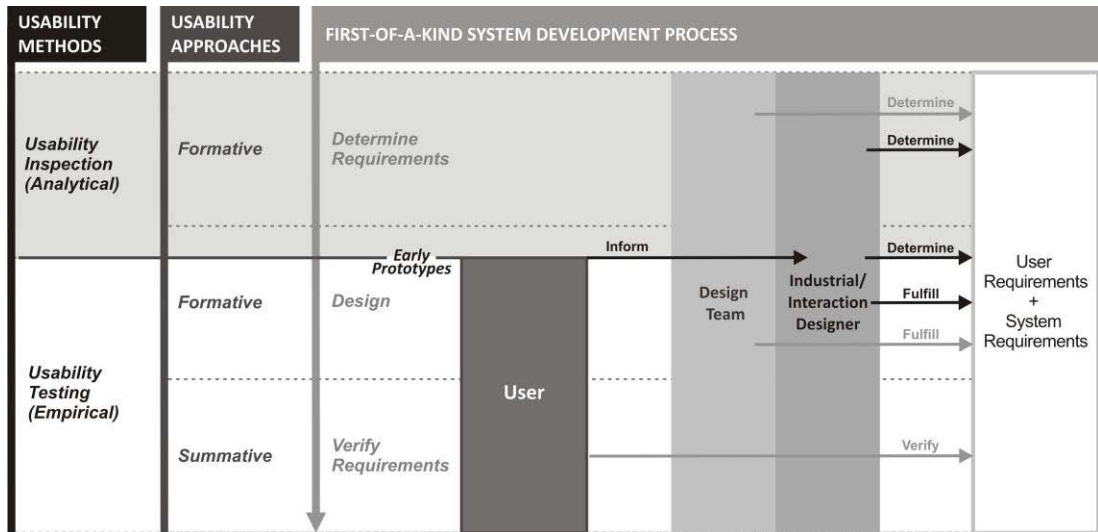 USABILITY
METHODS
USABILITY
APPROACHES
FIRST-OF-A-KIND SYSTEM DEVELOPMENT PROCESS
Usability
Inspection
(Analytical)
Formative
Determine
Requirements
Determine
Determine
Early
Prototypes
Inform
Determine
Formative
Design
Design
Team
Industrial/
Interaction
Designer
Fulfill
Fulfill
User
Requirements
+
System
Requirements
Usability
Testing
(Empirical)
User
Summative
Verify
Requirements
Verify